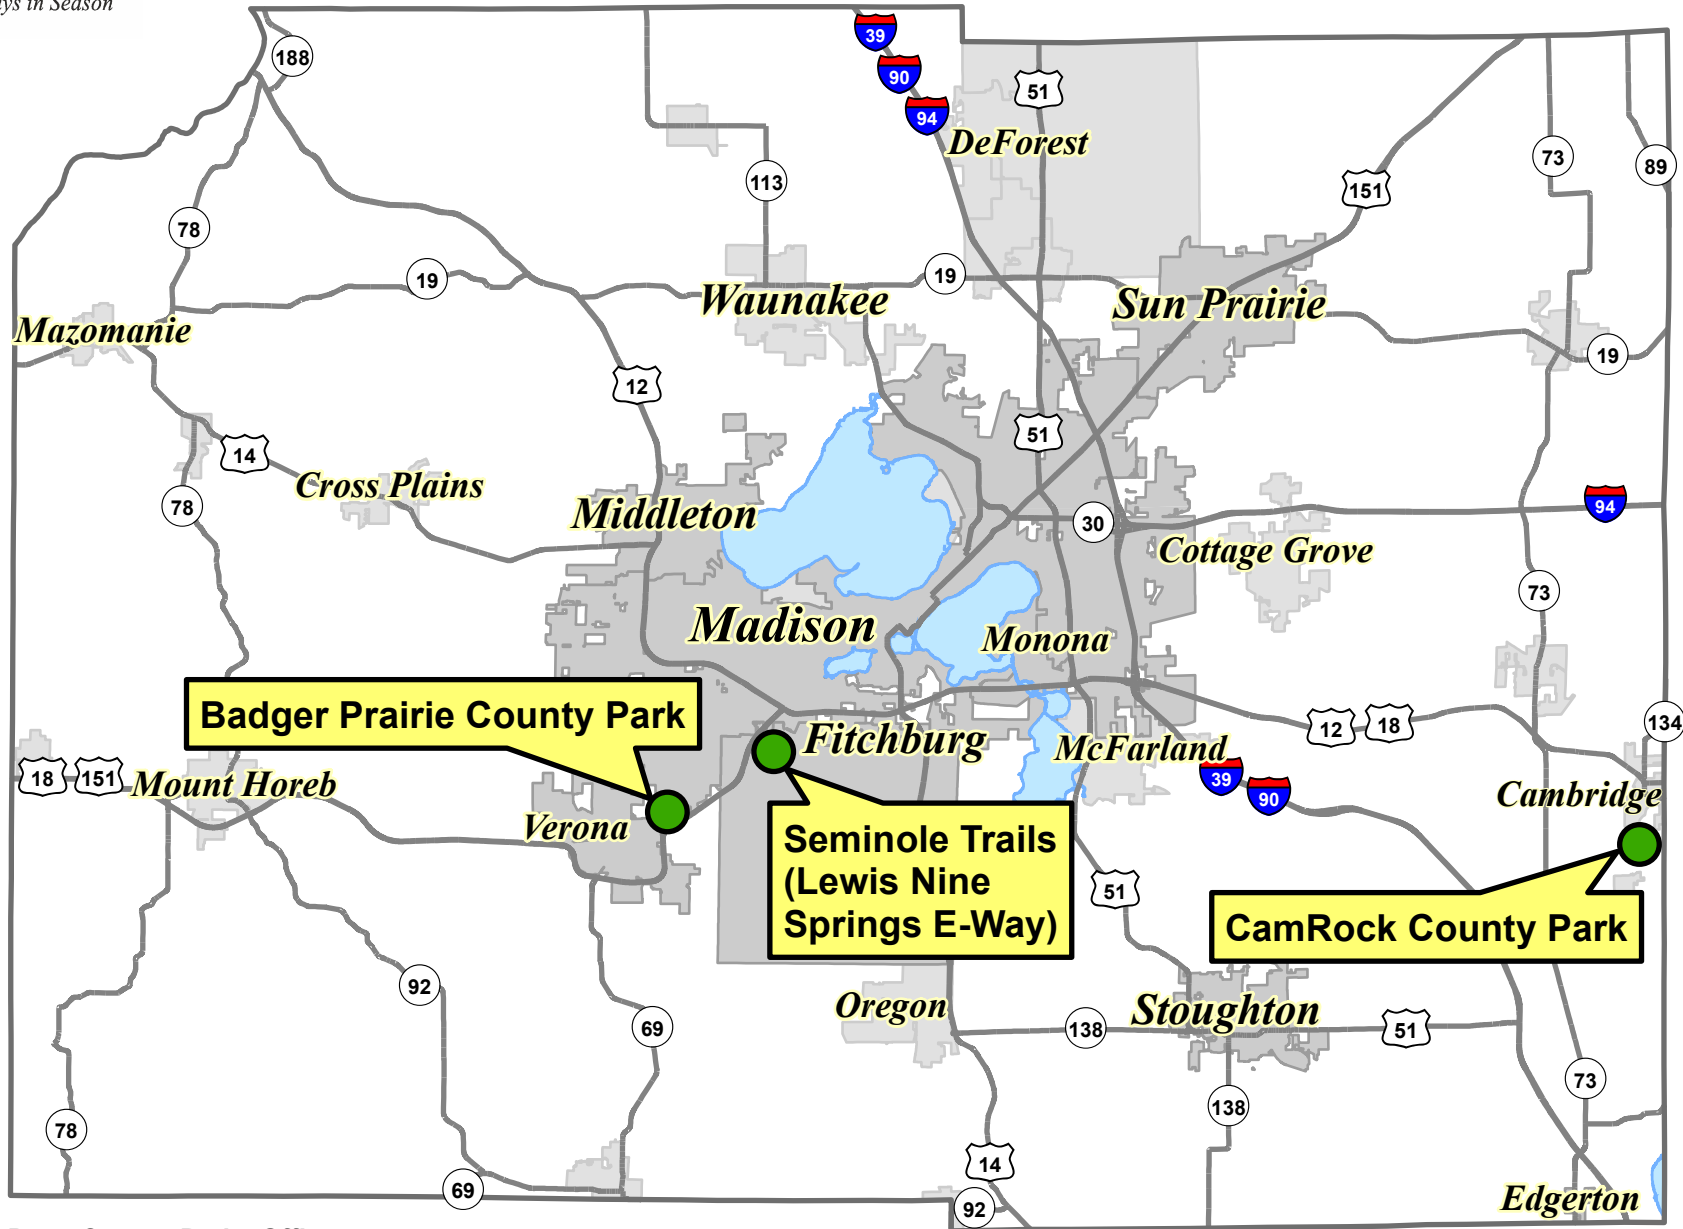 ys in Season
39
188
90
51
94
DeForest
73
89
113
151
78
19
19
Waunakee
Sun Prairie
Mazomanie
19
12
51
14
Cross Plains
78
Middleton
94
30
Cottage Grove
73
Madison
Monona
Badger Prairie County Park
134
12
18
Fitchburg
McFarland
18
151
Mount Horeb
39
90
Cambridge
Verona
Seminole Trails
(Lewis Nine
Springs E-Way)
51
CamRock County Park
92
Oregon
Stoughton
69
138
51
73
138
78
14
69
92
Edgerton